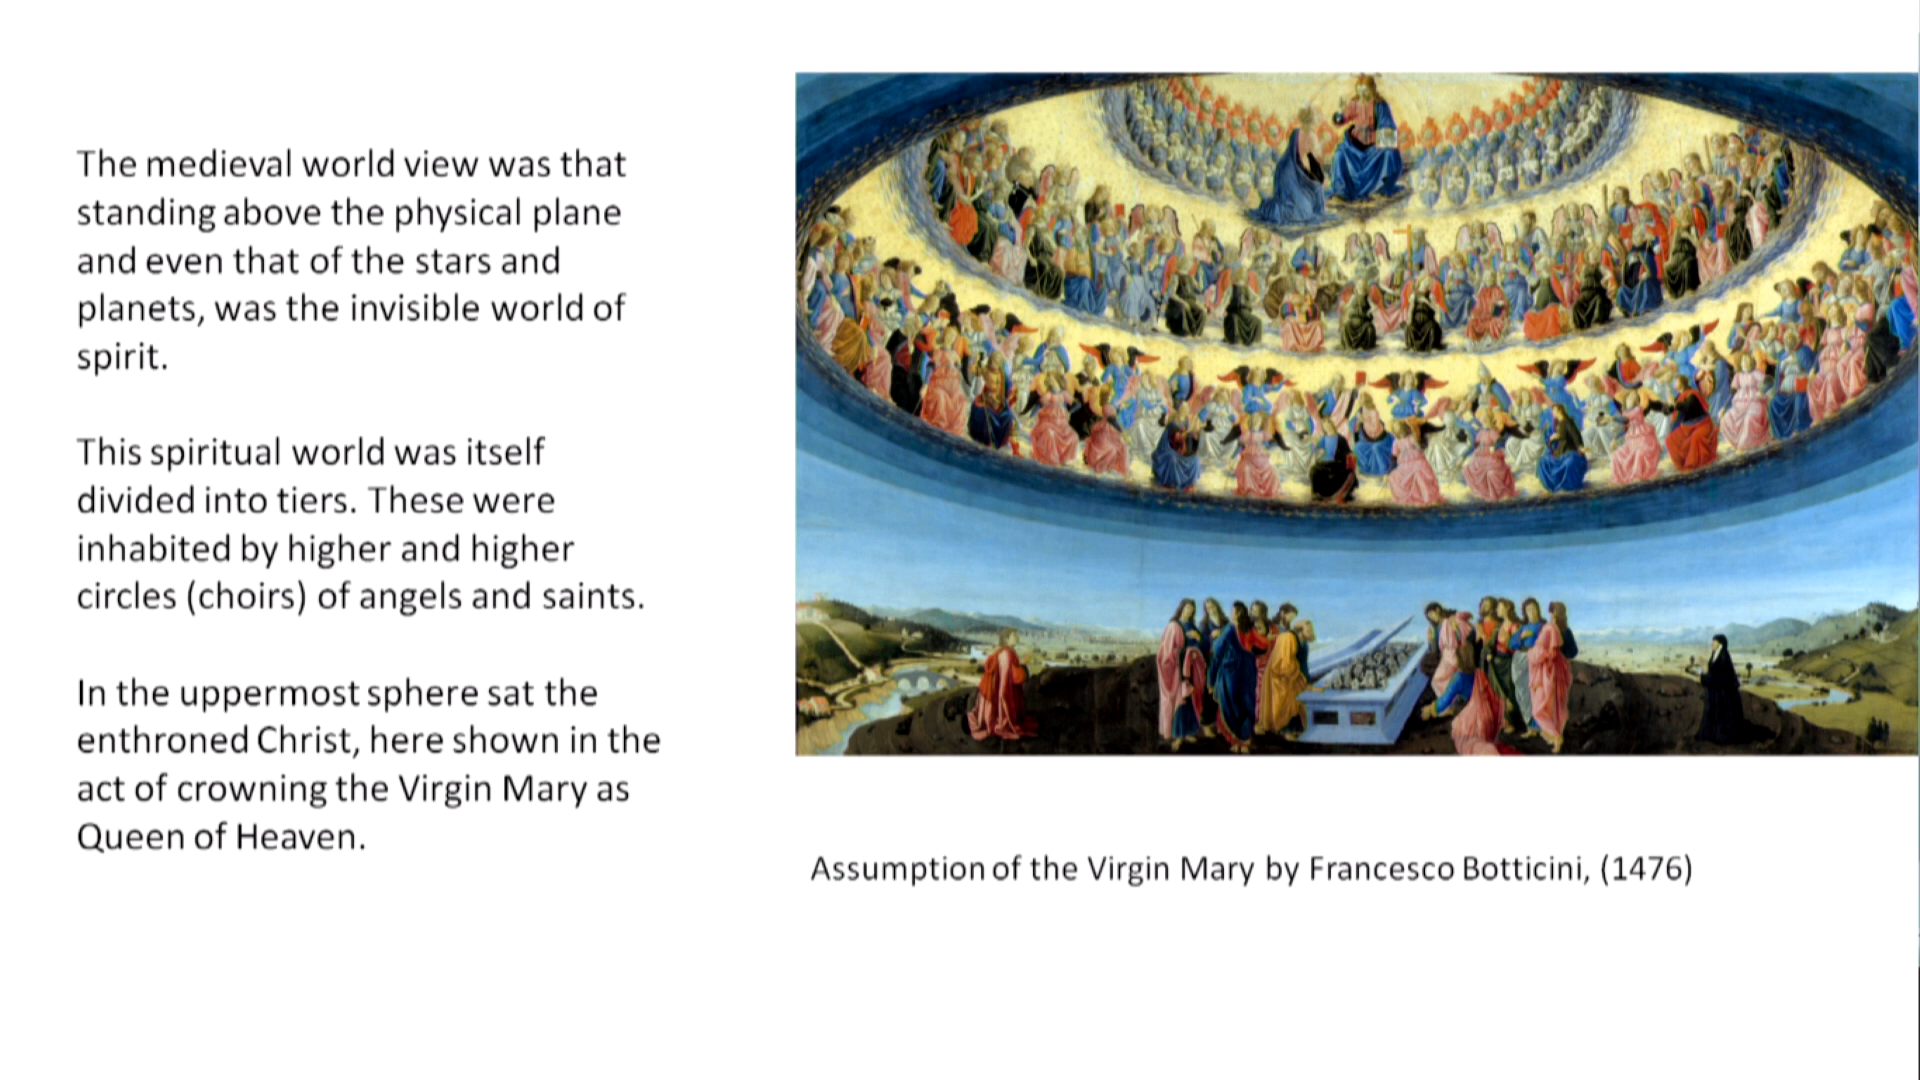 The medieval world view was that
standing above the physical plane
and even that of the stars and
planets, was the invisible world of
spirit.
This spiritual world was itself
divided into tiers. These were
inhabited by higher and higher
circles (choirs) of angels and saints.
In the uppermost sphere sat the
enthroned Christ, here shown in the
act of crowning the Virgin Mary as
Queen of Heaven.
Assumption of the Virgin Mary by Francesco Botticini, (1476)